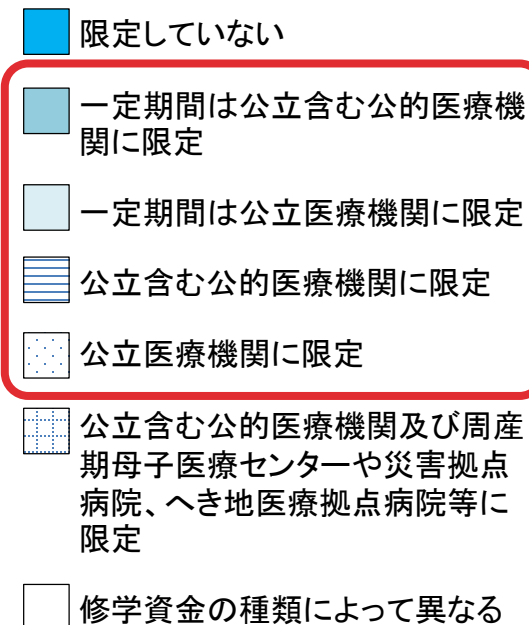 限定していない
一定期間は公立含む公的医療機
関に限定
一定期間は公立医療機関に限定
公立含む公的医療機関に限定
公立医療機関に限定
公立含む公的医療機関及び周産
期母子医療センターや災害拠点
病院、へき地医療拠点病院等に
限定
修学資金の種類によって異なる